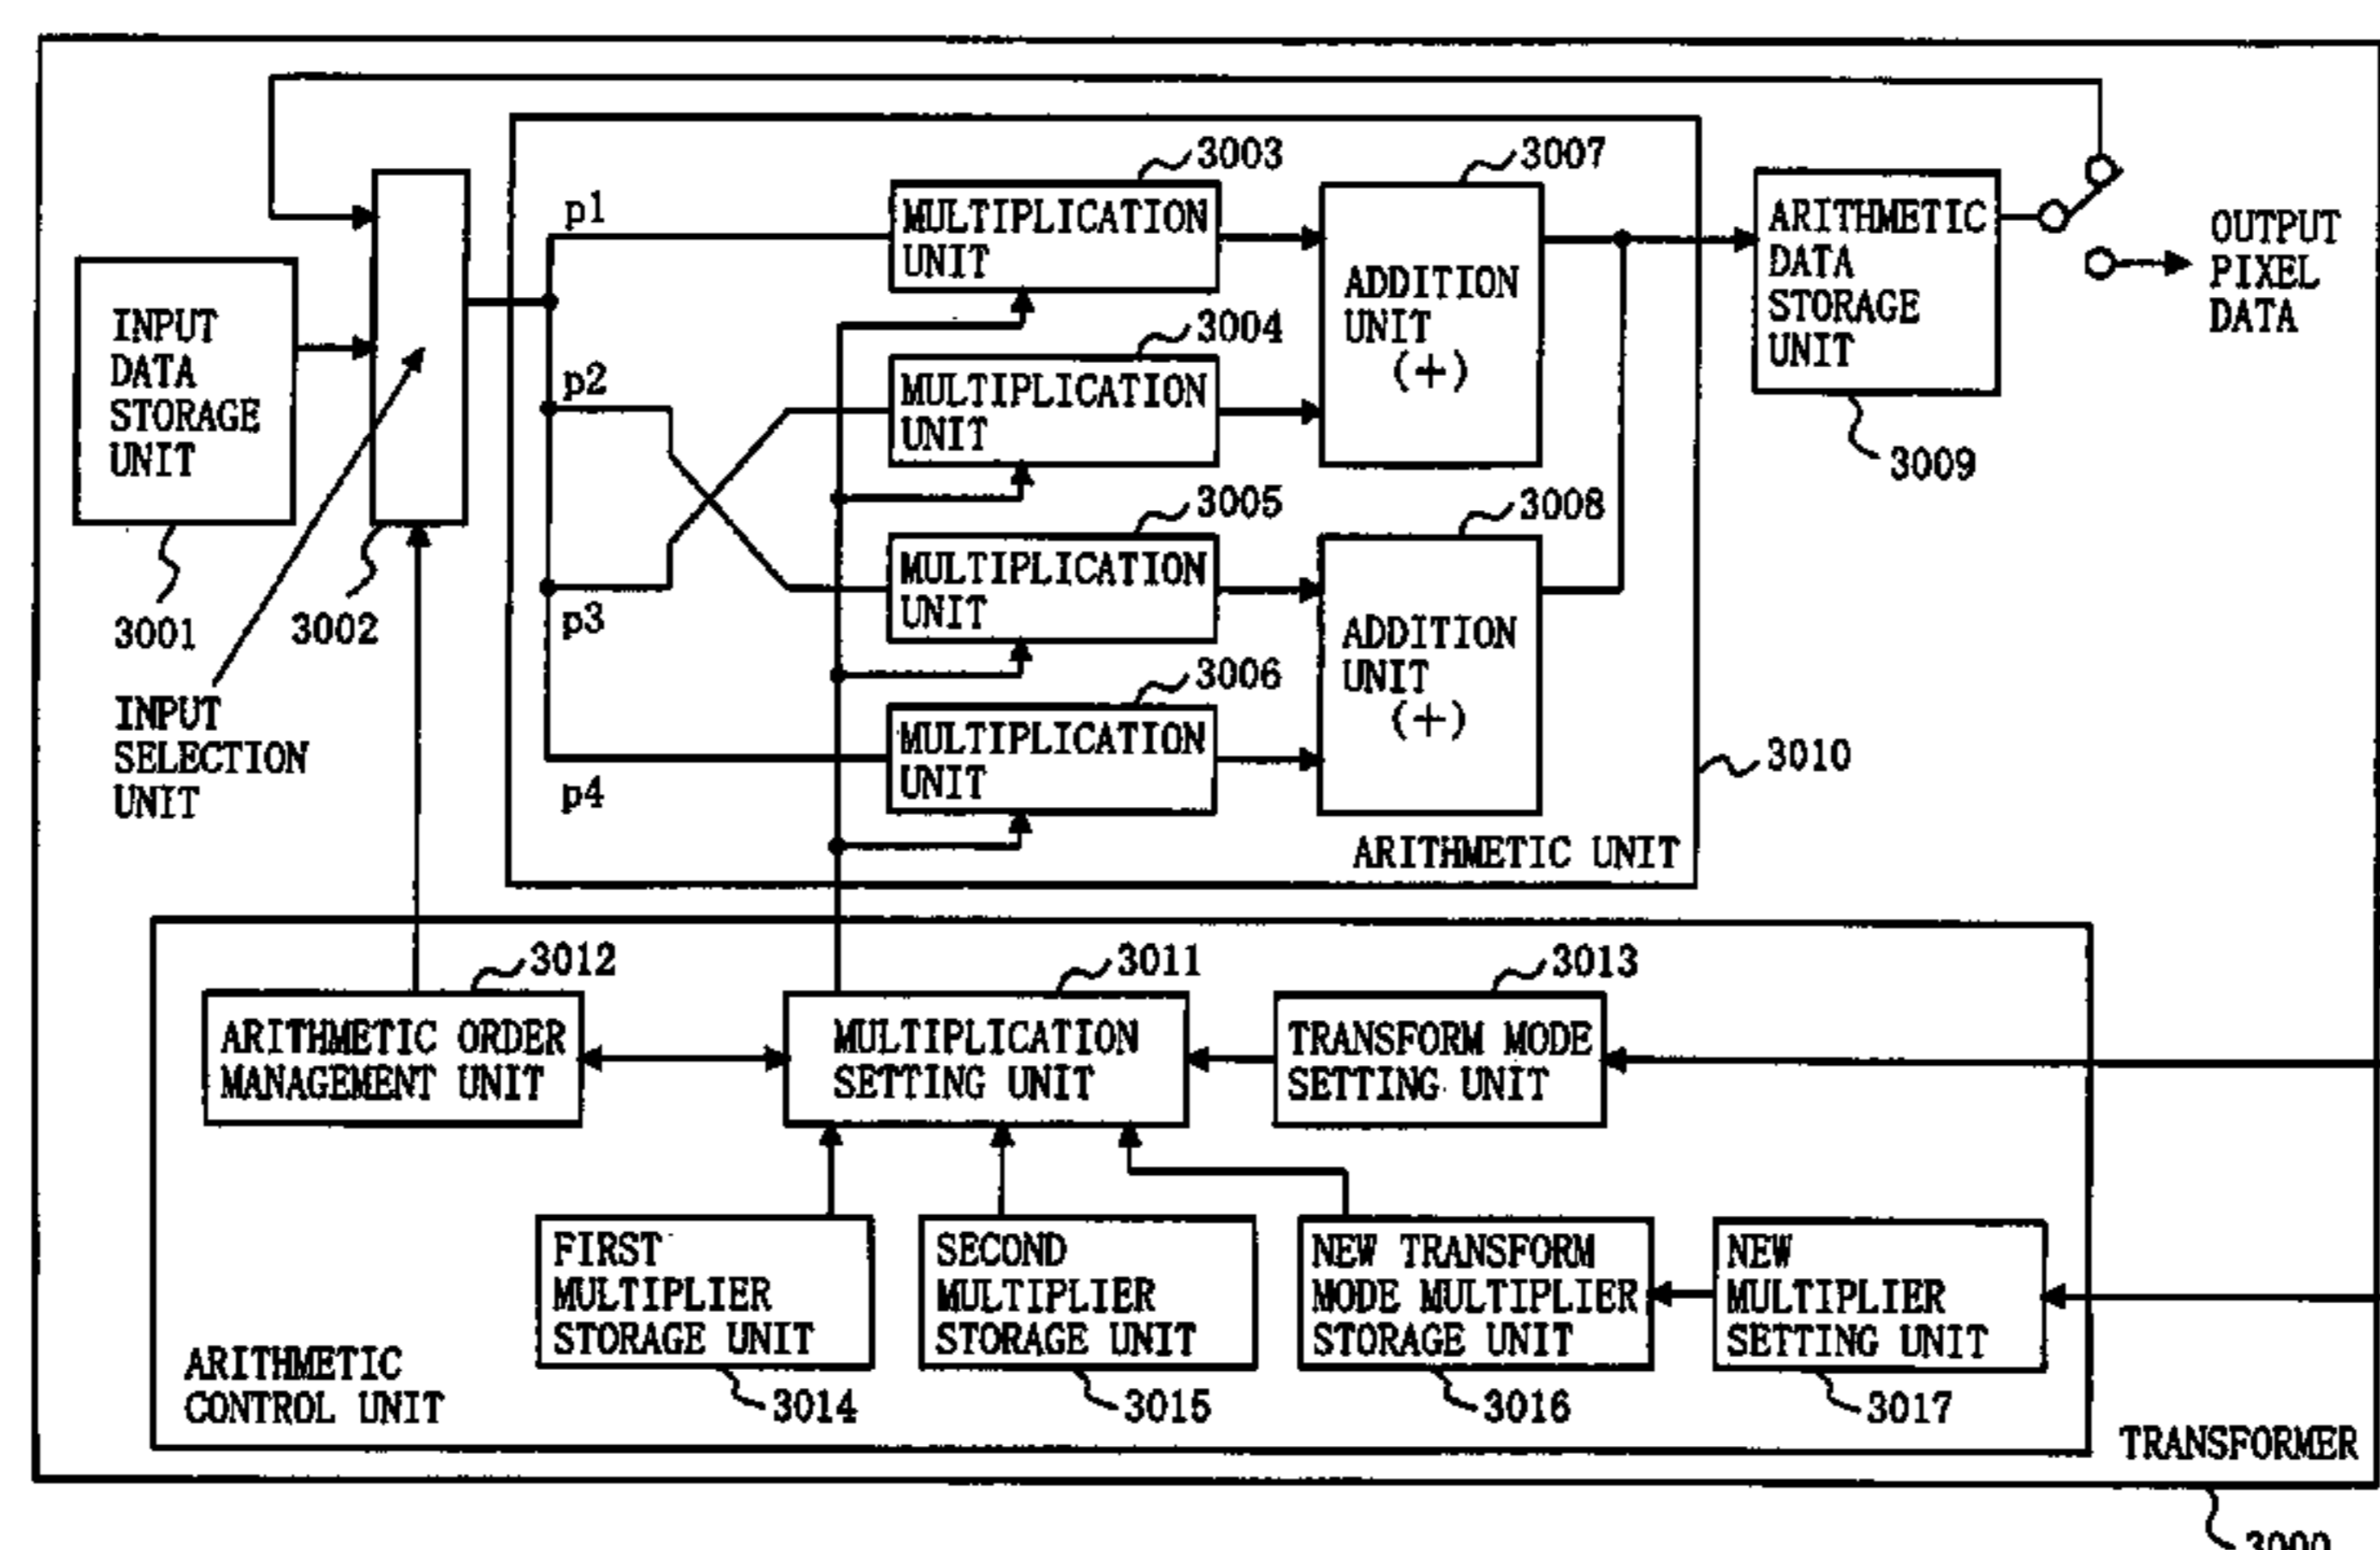 3003
3007
p1
MULTIPLICATION
UNIT
ARITHMETIC
DATA
STORAGE
UNIT
OUTPUT
PIXEL
DATA
INPUT
DATA
STORAGE
UNIT
ADDITION
UNIT
(+)
3004
p2
MULTIPLICATION
UNIT
3009
3005
3008
3001
3002
p3
MULTIPLICATION
UNIT
ADDITION
UNIT
(+)
3006
INPUT
SELECTION
UNIT
MULTIPLICATION
UNIT
p4
3010
ARITHMETIC UNIT
3012
3011
3013
ARITHMETIC ORDER
MANAGEMENT UNIT
MULTIPLICATION
SETTING UNIT
TRANSFORM MODE
SETTING UNIT
FIRST
MULTIPLIER
STORAGE UNIT
SECOND
MULTIPLIER
STORAGE UNIT
NEW TRANSFORM
MODE MULTIPLIER
STORAGE UNIT
NEW
MULTIPLIER
SETTING UNIT
ARITHMETIC
CONTROL UNIT
3014
3015
3016
3017
TRANSFORMER
3000